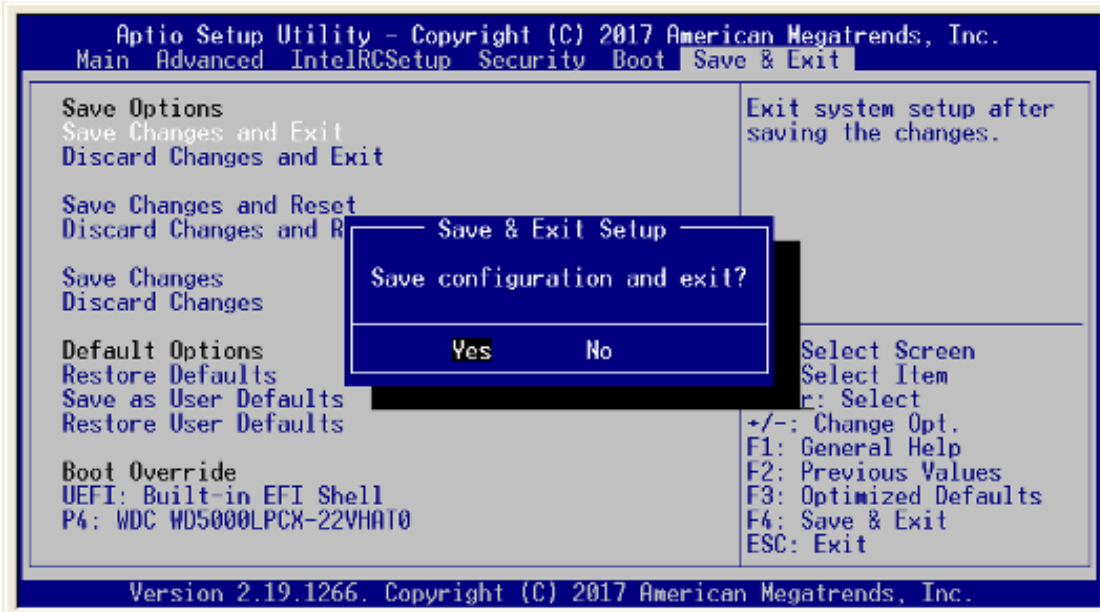 Aptio Setup Utility – Copyright (C) 2017 American Megatrends, Inc.
Main Advanced IntelRCSetup Security Boot Save & Exit
Save Options
Save Changes and Exit
Discard Changes and Exit
Save Changes and Reset
Discard Changes and R
Save Changes
Discard Changes
Default Options
Restore Defaults
Save as User Defaults
Restore User Defaults
Boot Override
UEFI: Built-in EFI Shell
P4: WDC WD5000LPCX-22VHAT0
Save & Exit Setup
Save configuration and exit?
Yes No
Exit system setup after
saving the changes.
Select Screen
Select Item
r: Select
+/-: Change Opt.
F1: General Help
F2: Previous Values
F3: Optimized Defaults
F4: Save & Exit
ESC: Exit
Version 2.19.1266. Copyright (C) 2017 American Megatrends, Inc.